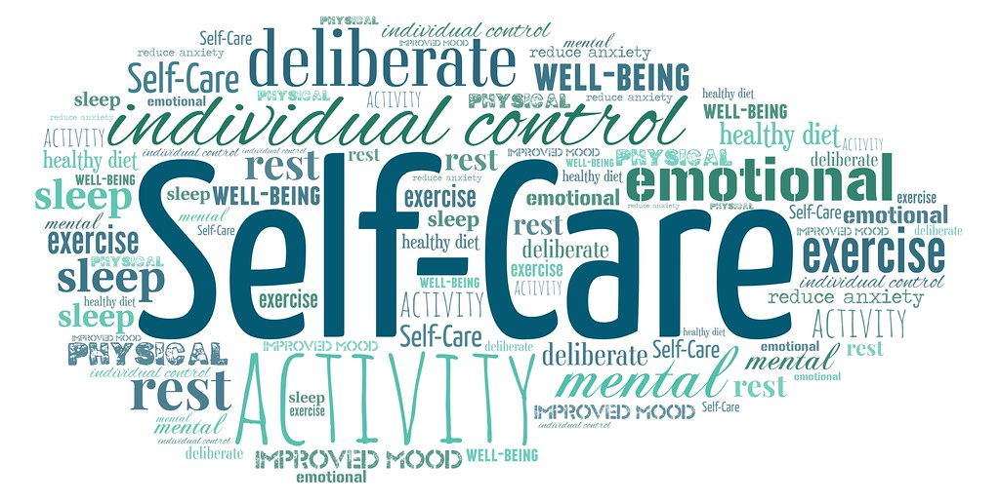 PHYSICAL
individual control
Self-Care
IMPROVED MOOD
mental
reduce anxiety
deliberate
reduce anxiety
Self-Care
WELL-BEING
sleep
emotional
PHYSICAL
ACTIVITY
PHYSICAL
reduce anxiety
healthy diet
WELL-BEING
reduce anxiety
individual control
ACTIVITY
healthy diet
ACTIVITY
individual control
individual control
rest
rest
IMPROVED MOOD
WELL-BEING
PHYSICAL
deliberate
healthy diet
rest
WELL-BEING
reduce anxiety
healthy diet
emotional
sleep
sleep
WELL-BEING
exercise
emotional
exercise
reduce anxiety
PHYSICAL
mental
mental
Self-Care
sleep
rest
Self-Care
emotional
exercise
healthy diet
deliberate
IMPROVED MOOD
deliberate
Self-Care
PHYSICAL
sleep
exercise
exercise
WELL-BEING
ACTIVITY
individual control
healthy diet
exercise
ACTIVITY
reduce anxiety
sleep
Self-Care
healthy diet
ACTIVITY
IMPROVED MOOD
PHYSICAL
IMPROVED MOOD
deliberate
deliberate
Self-Care
emotional
rest
individual control
ACTIVITY
mental
mental
emotional
rest
sleep
exercise
rest
IMPROVED MOOD
Self-Care
mental
mental
individual control
individual control
deliberate
IMPROVED MOOD
WELL-BEING
emotional